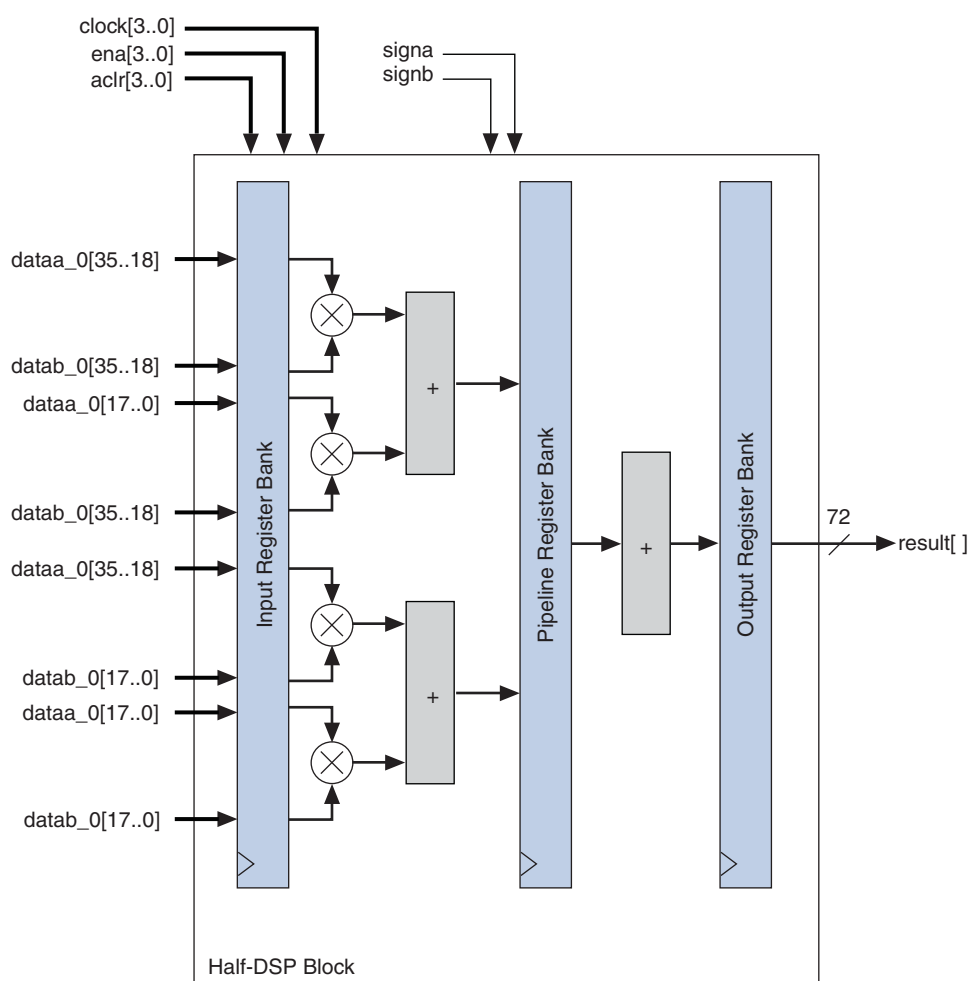 clock[3..0]
ena[3..0]
aclr[3..0]
signa
signb
dataa_0[35..18]
datab_0[35..18]
dataa_0[17..0]
datab_0[35..18]
dataa_0[35..18]
datab_0[17..0]
dataa_0[17..0]
datab_0[17..0]
Input Register Bank
+
+
Pipeline Register Bank
+
Output Register Bank
72
result[ ]
Half-DSP Block